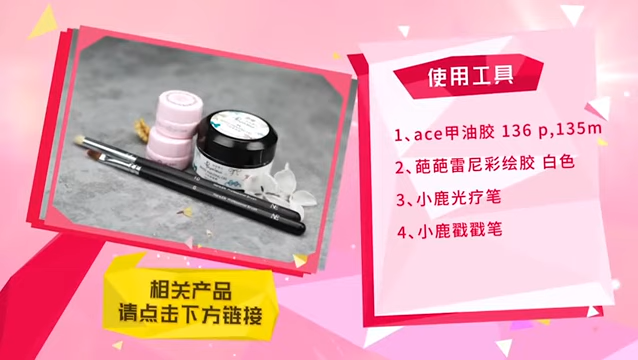 使用工具
1、ace甲油胶 136 p,135m
2、葩葩雷尼彩绘胶 白色
3、小鹿光疗笔
4、小鹿戳戳笔
相关产品
请点击下方链接